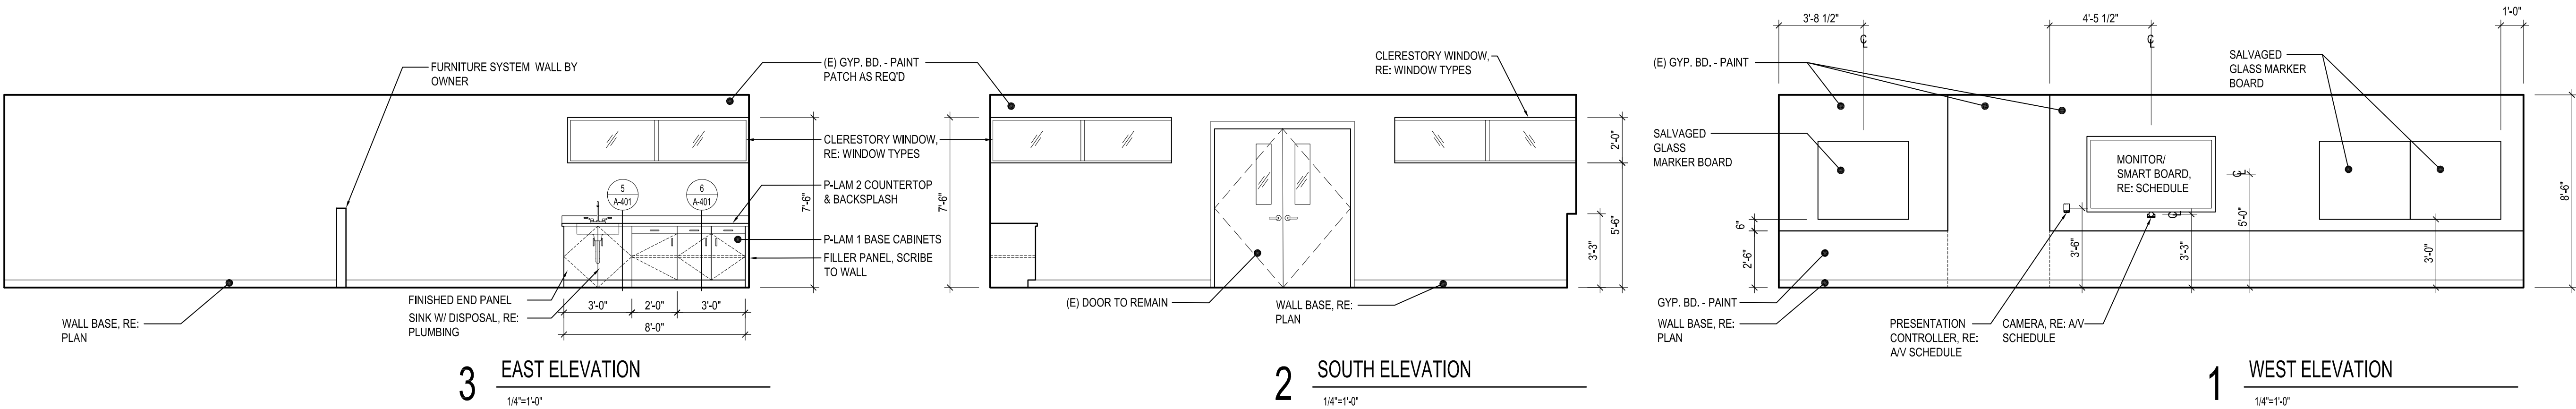 FURNITURE SYSTEM WALL BY
OWNER
(E) GYP. BD. - PAINT
PATCH AS REQ'D
CLERESTORY WINDOW,
RE: WINDOW TYPES
P-LAM 2 COUNTERTOP
& BACKSPLASH
P-LAM 1 BASE CABINETS
FILLER PANEL, SCRIBE
TO WALL
5
A-401
6
A-401
7'-6"
FINISHED END PANEL
SINK W/ DISPOSAL, RE:
PLUMBING
3'-0"
2'-0"
3'-0"
8'-0"
WALL BASE, RE:
PLAN
3
EAST ELEVATION
1/4"=1'-0"
CLERESTORY WINDOW,
RE: WINDOW TYPES
7'-6"
2'-0"
5'-6"
3'-3"
(E) DOOR TO REMAIN
WALL BASE, RE:
PLAN
2
SOUTH ELEVATION
1/4"=1'-0"
3'-8 1/2"
4'-5 1/2"
1'-0"
(E) GYP. BD. - PAINT
SALVAGED
GLASS MARKER
BOARD
SALVAGED
GLASS
MARKER BOARD
MONITOR/
SMART BOARD,
RE: SCHEDULE
8'-6"
6"
2'-6"
3'-6"
3'-3"
5'-0"
3'-0"
GYP. BD. - PAINT
WALL BASE, RE:
PLAN
PRESENTATION
CONTROLLER, RE:
A/V SCHEDULE
CAMERA, RE: A/V
SCHEDULE
1
WEST ELEVATION
1/4"=1'-0"